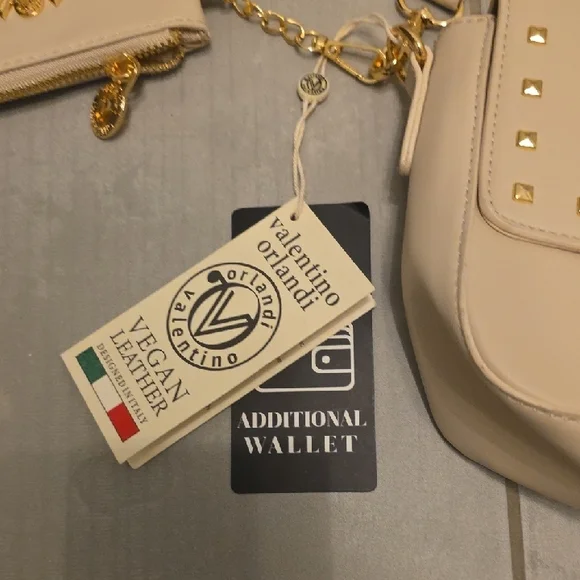 valentino
orlandi
orlandi
valentino
VEGAN
LEATHER
DESIGNED IN ITALY
ADDITIONAL
WALLET